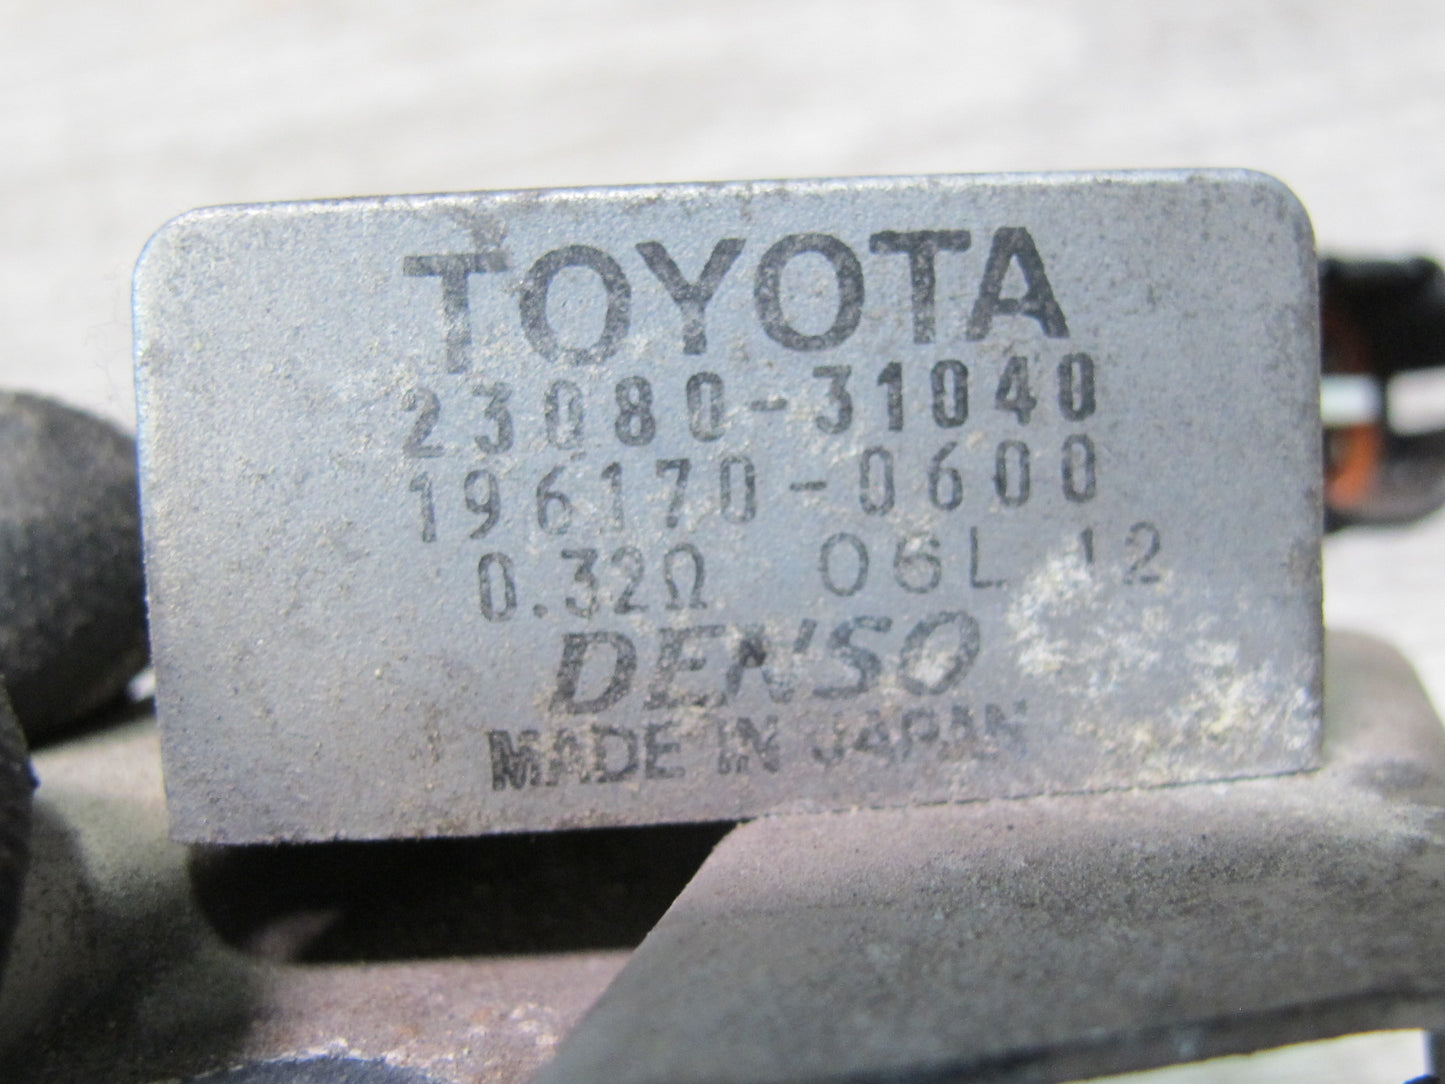 TOYOTA
23080-31040
196170-0600
0.32Ω 06L 12
DENSO
MADE IN JAPAN